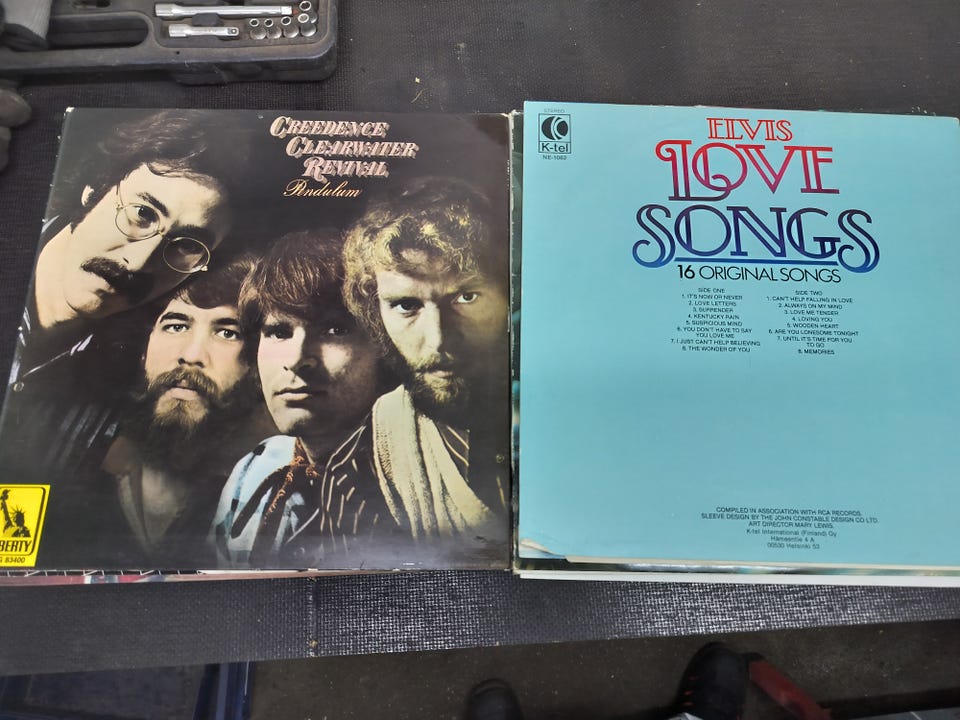 CREEDENCE
CLEARWATER
REVIVAL
Pendulum
BERTY
83400
STEREO
K-tel
NE-1062
ELVIS
LOVE
SONGS
16 ORIGINAL SONGS
SIDE ONE
1. IT'S NOW OR NEVER
2. LOVE LETTERS
3. SURRENDER
4. KENTUCKY RAIN
5. SUSPICIOUS MIND
6. YOU DON'T HAVE TO SAY
YOU LOVE ME
7. I JUST CAN'T HELP BELIEVING
8. THE WONDER OF YOU
SIDE TWO
1. CAN'T HELP FALLING IN LOVE
2. ALWAYS ON MY MIND
3. LOVE ME TENDER
4. LOVING YOU
5. WOODEN HEART
6. ARE YOU LONESOME TONIGHT
7. UNTIL IT'S TIME FOR YOU
TO GO
8. MEMORIES
COMPILED IN ASSOCIATION WITH RCA RECORDS.
SLEEVE DESIGN BY THE JOHN CONSTABLE DESIGN CO LTD.
ART DIRECTOR MARY LEWIS.
K-tel International (Finland) Oy
Hämeentie 4 A
00530 Helsinki 53